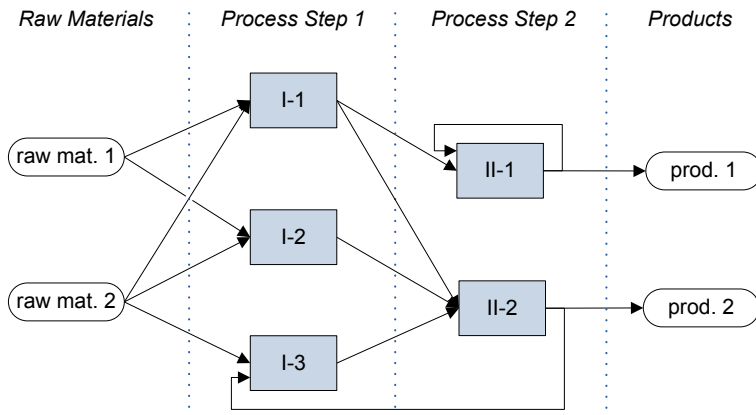 Raw Materials
Process Step 1
Process Step 2
Products
I-1
raw mat. 1
II-1
prod. 1
I-2
raw mat. 2
II-2
prod. 2
I-3